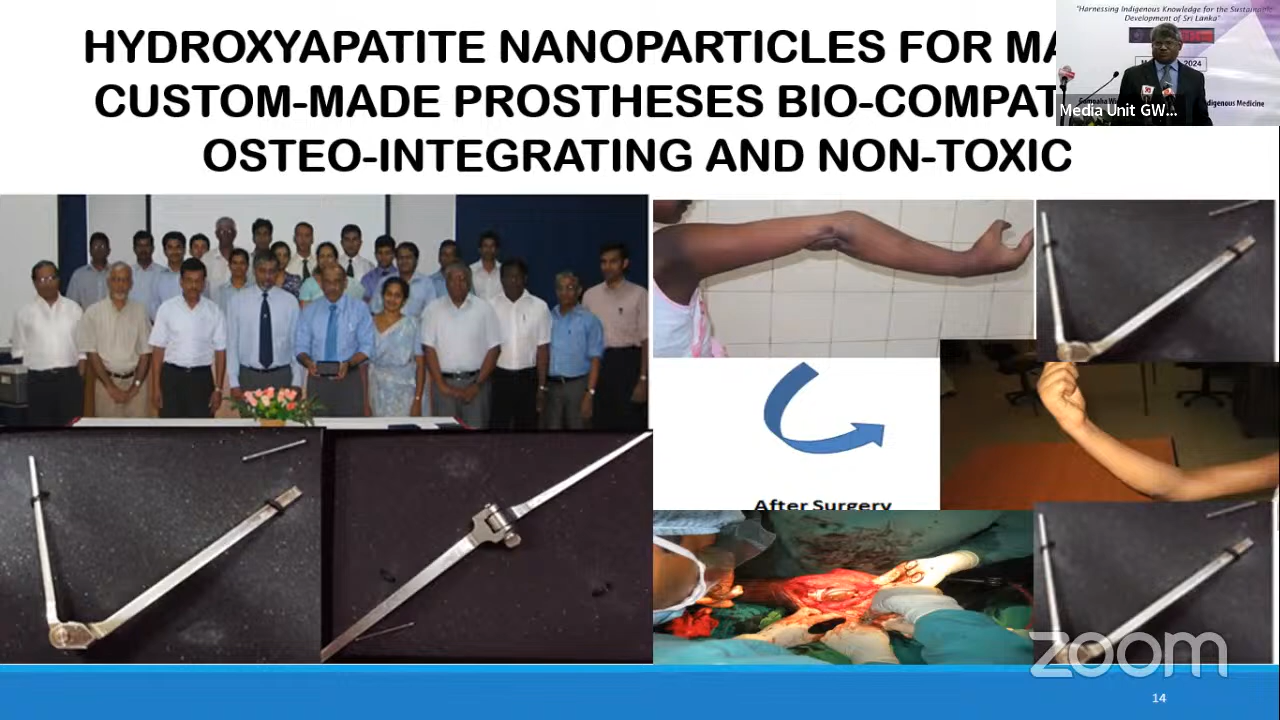 HYDROXYAPATITE NANOPARTICLES FOR MA
CUSTOM-MADE PROSTHESES BIO-COMPAT
OSTEO-INTEGRATING AND NON-TOXIC
"Harnessing Indigenous Knowledge for the Sustainable
Development of Sri Lanka"
2024
Indigenous Medicine
Media Unit GW...
After Surgery
zoom
14